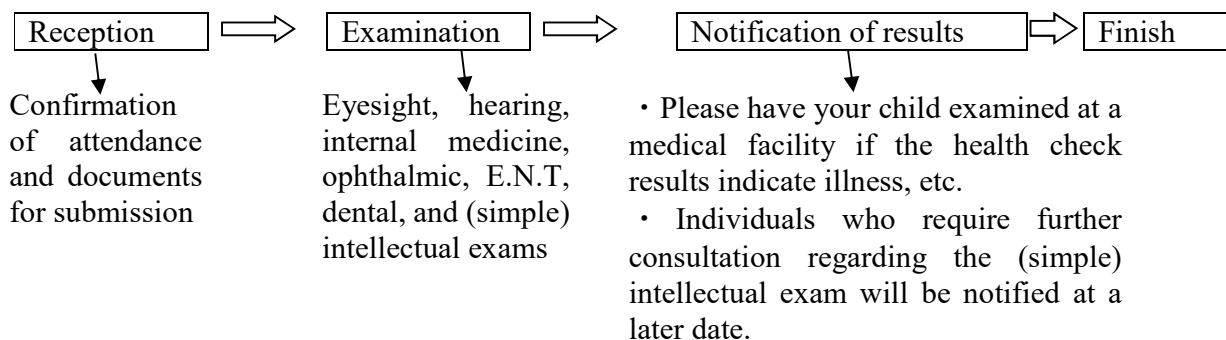 Reception
Examination
Notification of results
Finish
Confirmation
of attendance
and documents
for submission
Eyesight, hearing,
internal medicine,
ophthalmic, E.N.T,
dental, and (simple)
intellectual exams
・Please have your child examined at a
medical facility if the health check
results indicate illness, etc.
・ Individuals who require further
consultation regarding the (simple)
intellectual exam will be notified at a
later date.